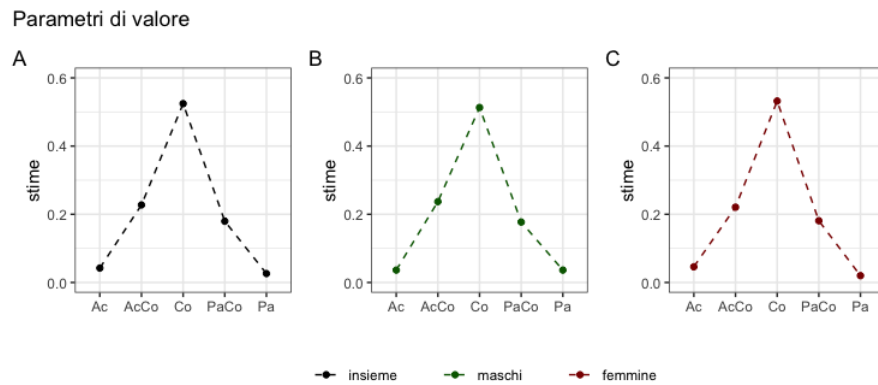 Parametri di valore
A B C
0.6 0.6 0.6
0.4 0.4 0.4
stime stime stime
0.2 0.2 0.2
0.0 0.0 0.0
Ac AcCo Co PaCo Pa Ac AcCo Co PaCo Pa Ac AcCo Co PaCo Pa
insieme maschi femmine